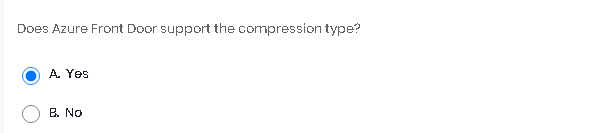 Does Azure Front Door support the compression type?
A. Yes
B. No